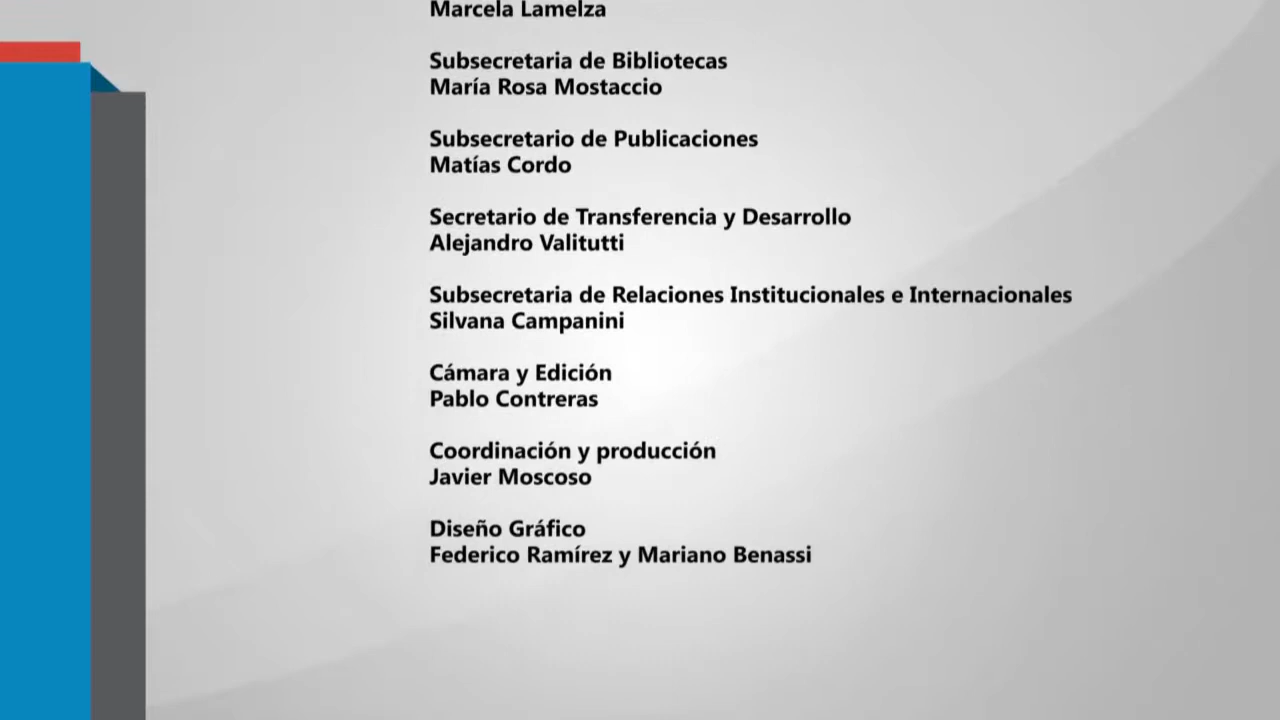 Marcela Lamelza
Subsecretaria de Bibliotecas
María Rosa Mostaccio
Subsecretario de Publicaciones
Matías Cordo
Secretario de Transferencia y Desarrollo
Alejandro Valitutti
Subsecretaria de Relaciones Institucionales e Internacionales
Silvana Campanini
Cámara y Edición
Pablo Contreras
Coordinación y producción
Javier Moscoso
Diseño Gráfico
Federico Ramírez y Mariano Benassi